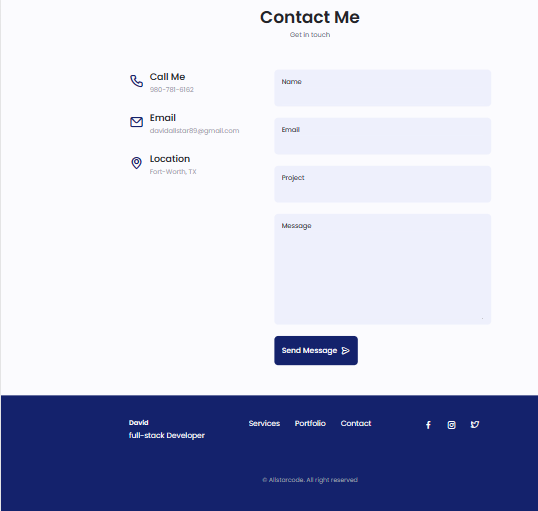 Contact Me
Get in touch
Call Me
980-781-6162
Email
davidallstar89@gmail.com
Location
Fort-Worth, TX
Name
Email
Project
Message
Send Message
David
full-stack Developer
Services
Portfolio
Contact
© Allstarcode. All right reserved